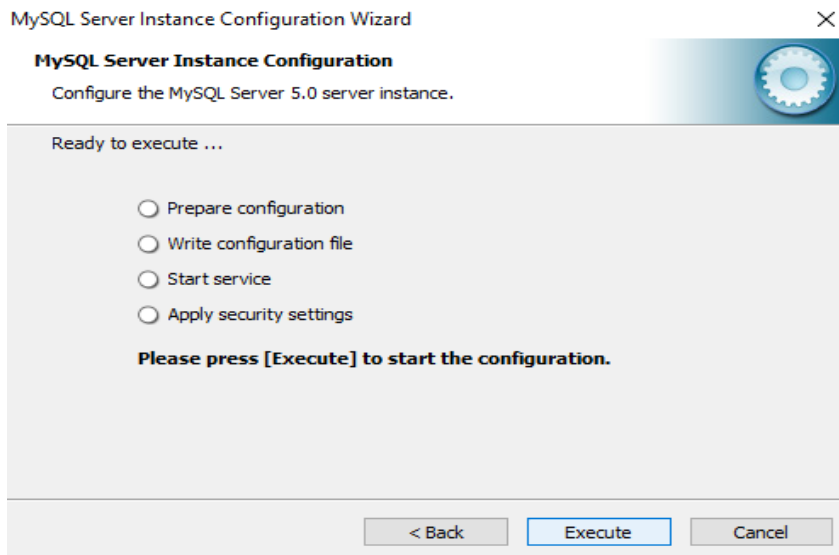 MySQL Server Instance Configuration Wizard
MySQL Server Instance Configuration
Configure the MySQL Server 5.0 server instance.
Ready to execute ...
Prepare configuration
Write configuration file
Start service
Apply security settings
Please press [Execute] to start the configuration.
< Back
Execute
Cancel